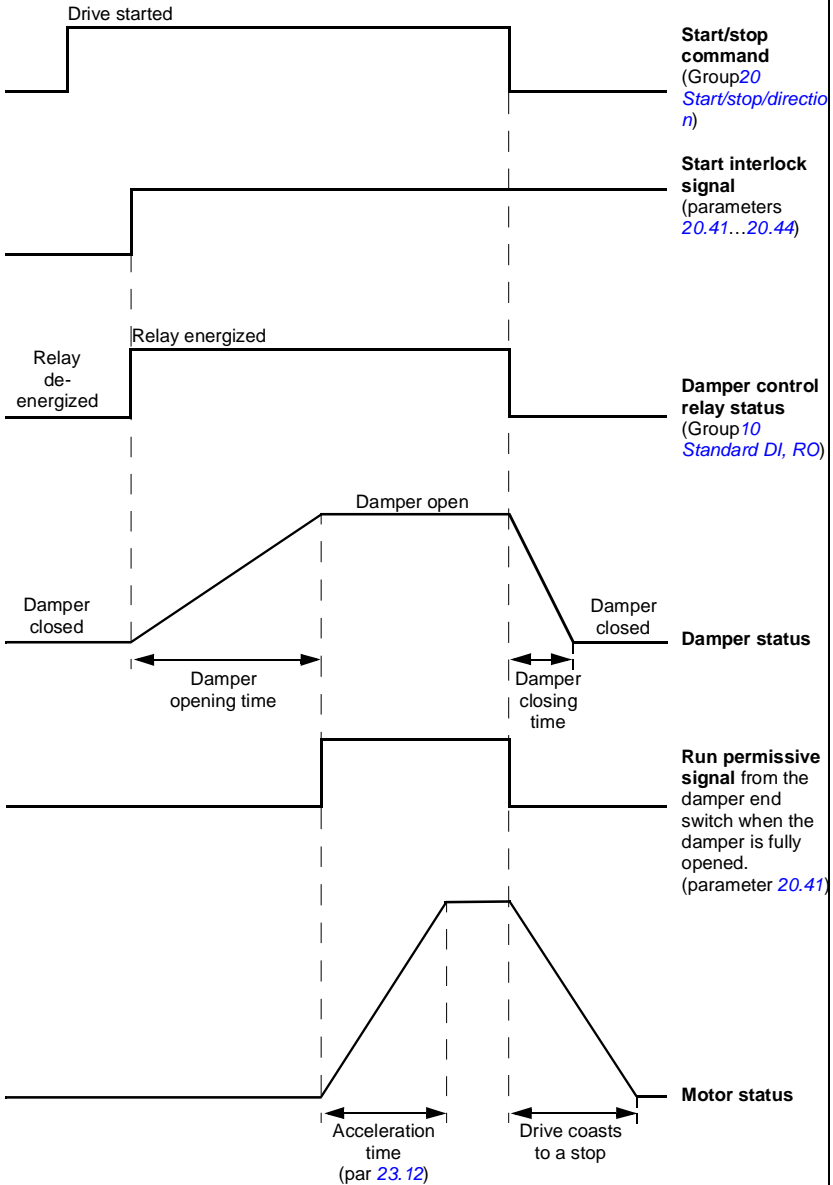 Drive started
Start/stop
command
(Group20
Start/stop/directio
n)
Start interlock
signal
(parameters
20.41…20.44)
Relay energized
Relay
de-
energized
Damper control
relay status
(Group10
Standard DI, RO)
Damper open
Damper
closed
Damper
closed
Damper status
Damper
opening time
Damper
closing
time
Run permissive
signal from the
damper end
switch when the
damper is fully
opened.
(parameter 20.41)
Motor status
Acceleration
time
(par 23.12)
Drive coasts
to a stop